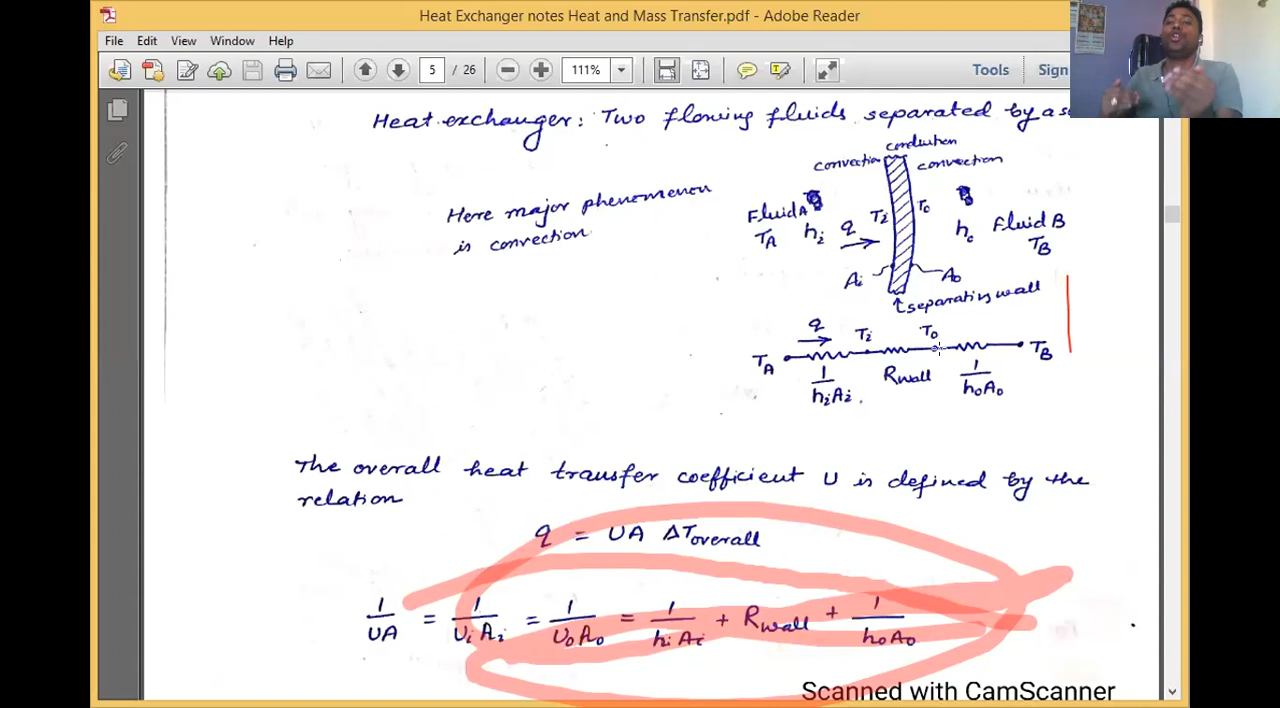 Heat Exchanger notes Heat and Mass Transfer.pdf - Adobe Reader
File Edit View Window Help
5 / 26 111% Tools Sign
Heat exchanger: Two flowing fluids separated by a s
conduction
convection convection
Here major phenomenon
is convection
Fluid A Ti To Fluid B
TA hi q ho TB
Ai Ao
separating wall
q
Ti To
TA TB
1/hiAi Rwall 1/hoAo
The overall heat transfer coefficient U is defined by the
relation
q = UA ΔToverall
1/UA = 1/UiAi = 1/UoAo = 1/hiAi + Rwall + 1/hoAo
Scanned with CamScanner